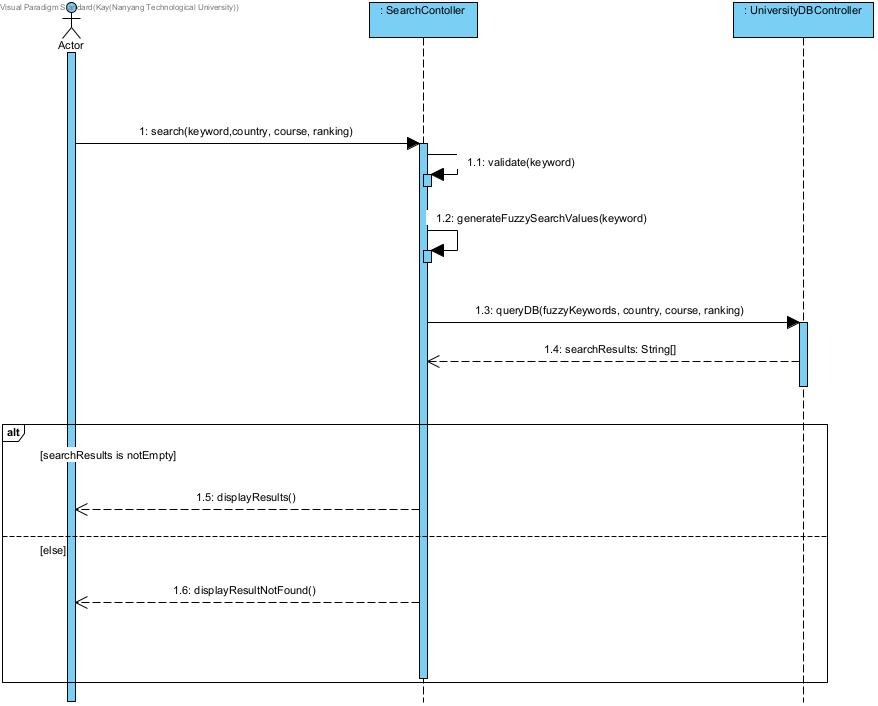 Visual Paradigm Standard(Kay(Nanyang Technological University))
Actor
: SearchContoller
: UniversityDBController
1: search(keyword,country, course, ranking)
1.1: validate(keyword)
1.2: generateFuzzySearchValues(keyword)
1.3: queryDB(fuzzyKeywords, country, course, ranking)
1.4: searchResults: String[]
alt
[searchResults is notEmpty]
1.5: displayResults()
[else]
1.6: displayResultNotFound()